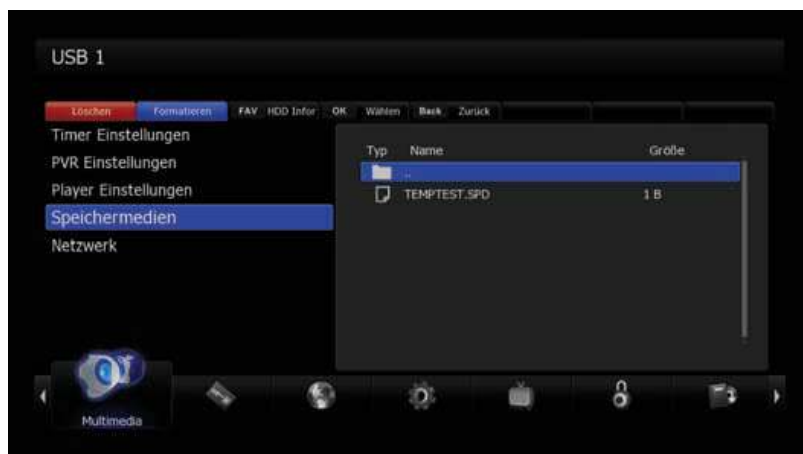 USB 1
Löschen Formatieren FAV HDD Infor OK Wählen Back Zurück
Timer Einstellungen
PVR Einstellungen
Player Einstellungen
Speichermedien
Netzwerk
Typ Name Größe
..
TEMPTEST.SPD 1 B
Multimedia